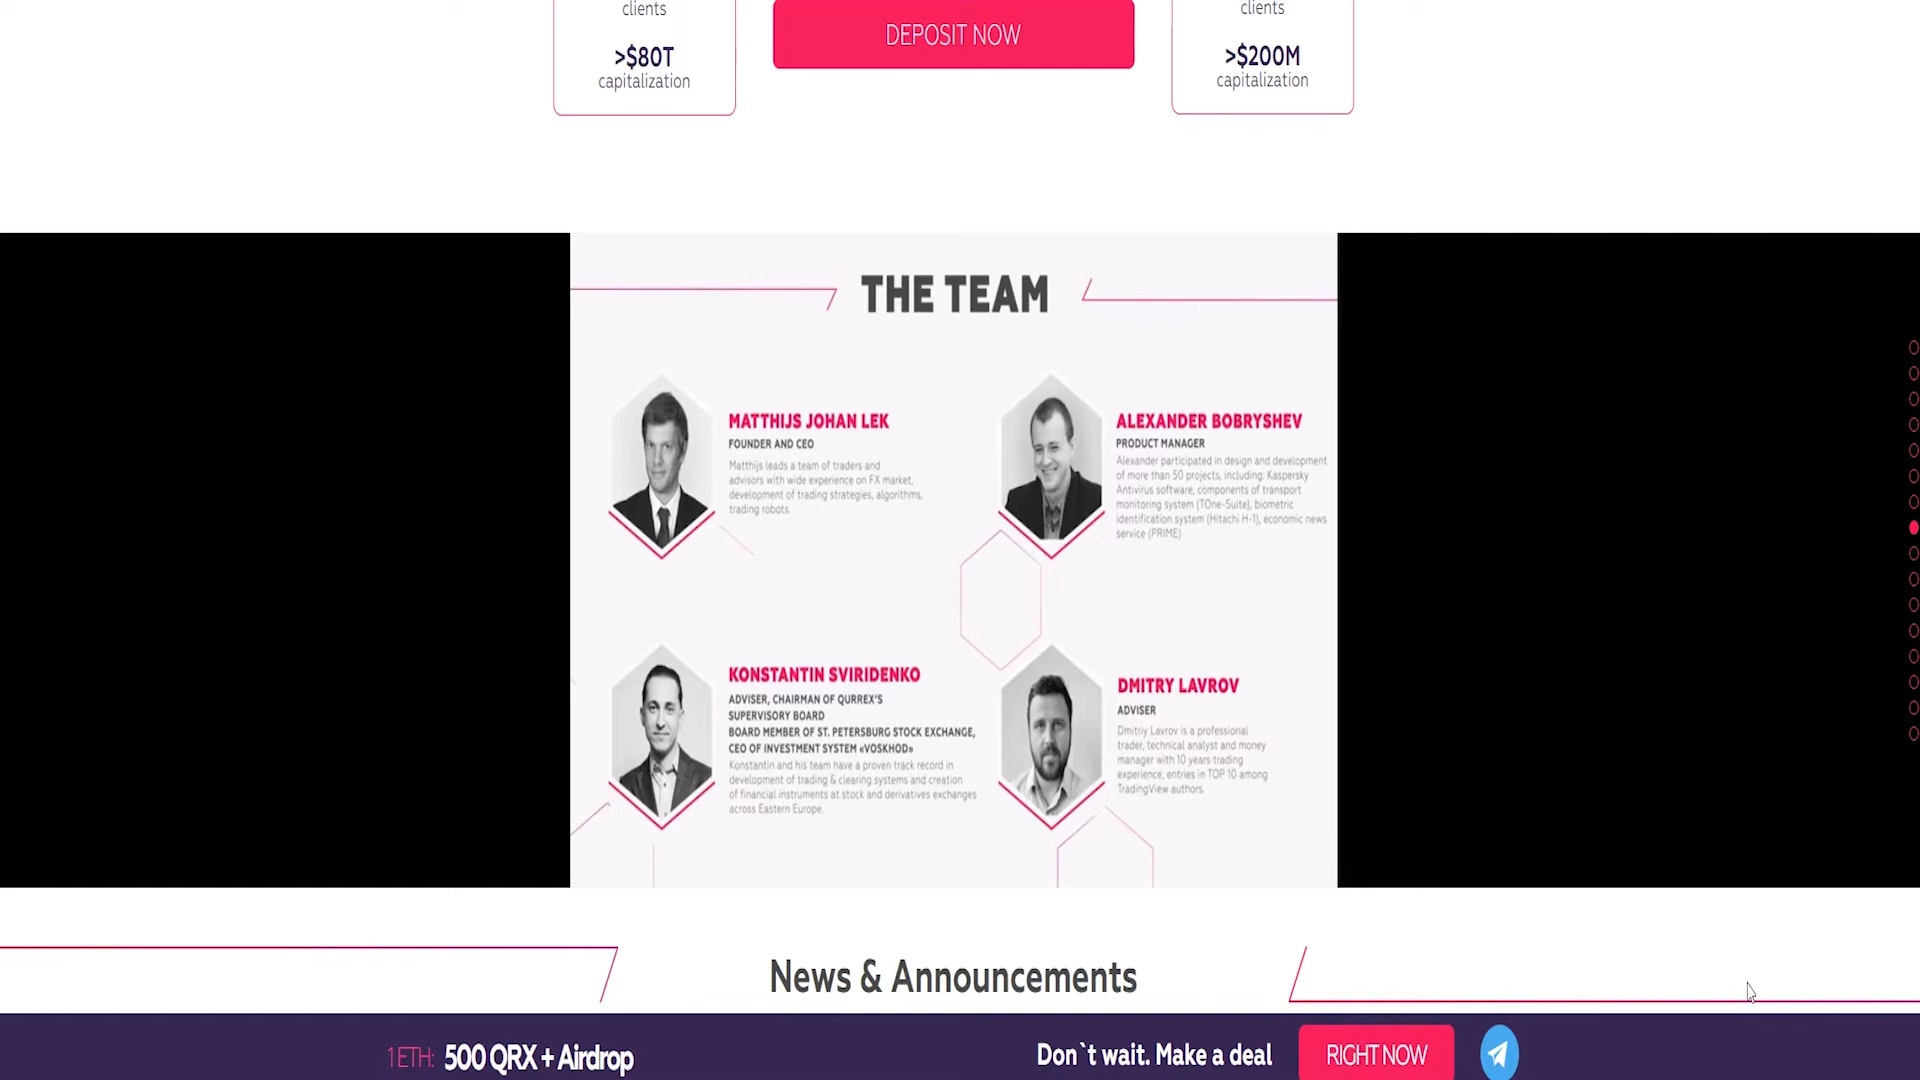 clients
>$80T
capitalization
DEPOSIT NOW
clients
>$200M
capitalization
THE TEAM
MATTHIJS JOHAN LEK
FOUNDER AND CEO
Matthijs leads a team of traders and
advisors with wide experience on FX market,
development of trading strategies, algorithms,
trading robots.
ALEXANDER BOBRYSHEV
PRODUCT MANAGER
Alexander participated in design and development
of more than 50 projects, including: Kaspersky
Antivirus software, components of transport
monitoring system (TOne-Suite), biometric
identification system (Hitachi H-1), economic news
service (PRIME)
KONSTANTIN SVIRIDENKO
ADVISER, CHAIRMAN OF QURREX'S
SUPERVISORY BOARD
BOARD MEMBER OF ST. PETERSBURG STOCK EXCHANGE,
CEO OF INVESTMENT SYSTEM «VOSKHOD»
Konstantin and his team have a proven track record in
development of trading & clearing systems and creation
of financial instruments at stock and derivatives exchanges
across Eastern Europe.
DMITRY LAVROV
ADVISER
Dmitriy Lavrov is a professional
trader, technical analyst and money
manager with 10 years trading
experience, entries in TOP 10 among
TradingView authors.
News & Announcements
1 ETH: 500 QRX + Airdrop
Don`t wait. Make a deal
RIGHT NOW